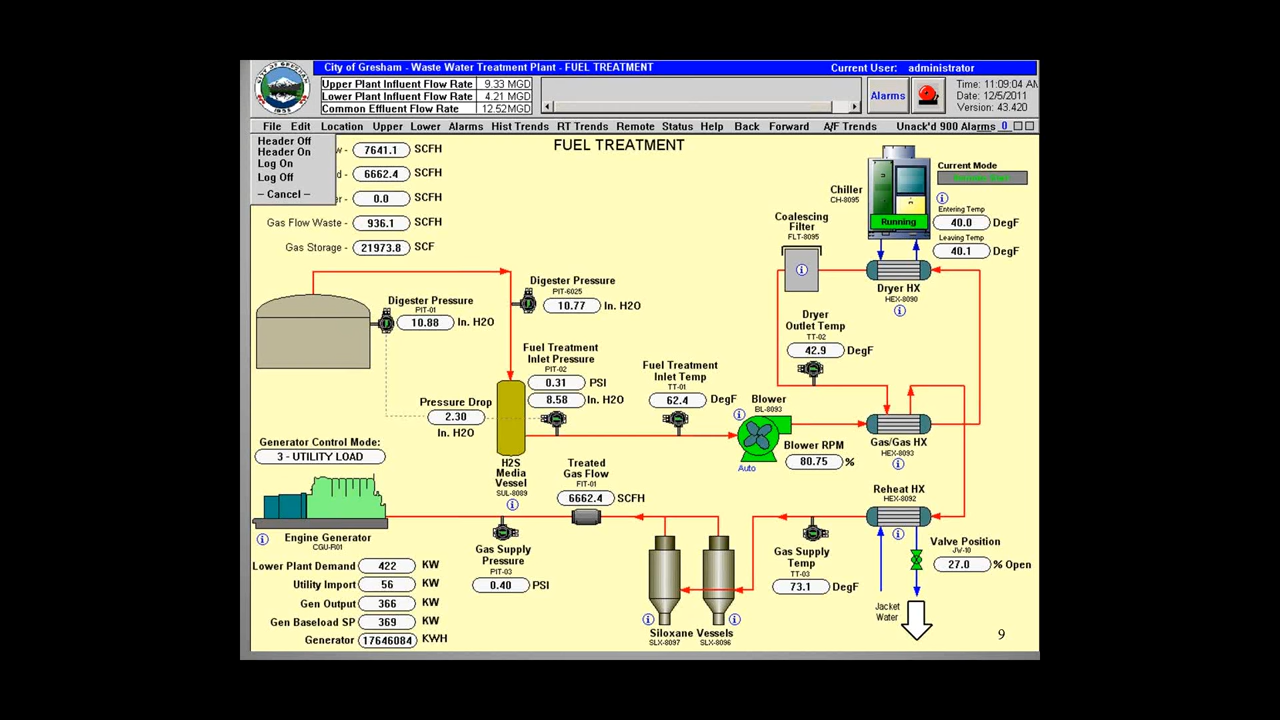 City of Gresham - Waste Water Treatment Plant - FUEL TREATMENT Current User: administrator
CITY OF GRESHAM
Upper Plant Influent Flow Rate 9.33 MGD
Lower Plant Influent Flow Rate 4.21 MGD
Common Effluent Flow Rate 12.52MGD
Alarms
Time: 11:09:04 AM
Date: 12/5/2011
Version: 43.420
File Edit Location Upper Lower Alarms Hist Trends RT Trends Remote Status Help Back Forward A/F Trends Unack'd 900 Alarms 0
Header Off
Header On
Log On
Log Off
-- Cancel --
FUEL TREATMENT
7641.1 SCFH
6662.4 SCFH
0.0 SCFH
Gas Flow Waste - 936.1 SCFH
Gas Storage - 21973.8 SCF
Chiller
CH-8095
Running
Current Mode
Entering Temp
40.0 DegF
Leaving Temp
40.1 DegF
Coalescing
Filter
FLT-8095
Dryer HX
HEX-8090
Digester Pressure
PIT-6025
10.77 In. H2O
Digester Pressure
PIT-01
10.88 In. H2O
Dryer
Outlet Temp
TT-02
42.9 DegF
Fuel Treatment
Inlet Pressure
PIT-02
0.31 PSI
8.58 In. H2O
Fuel Treatment
Inlet Temp
TT-01
62.4 DegF
Pressure Drop
2.30
In. H2O
Blower
BL-8093
Auto
Blower RPM
80.75 %
Gas/Gas HX
HEX-8093
Generator Control Mode:
3 - UTILITY LOAD
H2S
Media
Vessel
SUL-8089
Treated
Gas Flow
FIT-01
6662.4 SCFH
Reheat HX
HEX-8092
Engine Generator
CGU-R01
Gas Supply
Pressure
PIT-03
0.40 PSI
Gas Supply
Temp
TT-03
73.1 DegF
Valve Position
JW-10
27.0 % Open
Jacket
Water
Lower Plant Demand 422 KW
Utility Import 56 KW
Gen Output 366 KW
Gen Baseload SP 369 KW
Generator 17646084 KWH
Siloxane Vessels
SLX-8097 SLX-8096
9